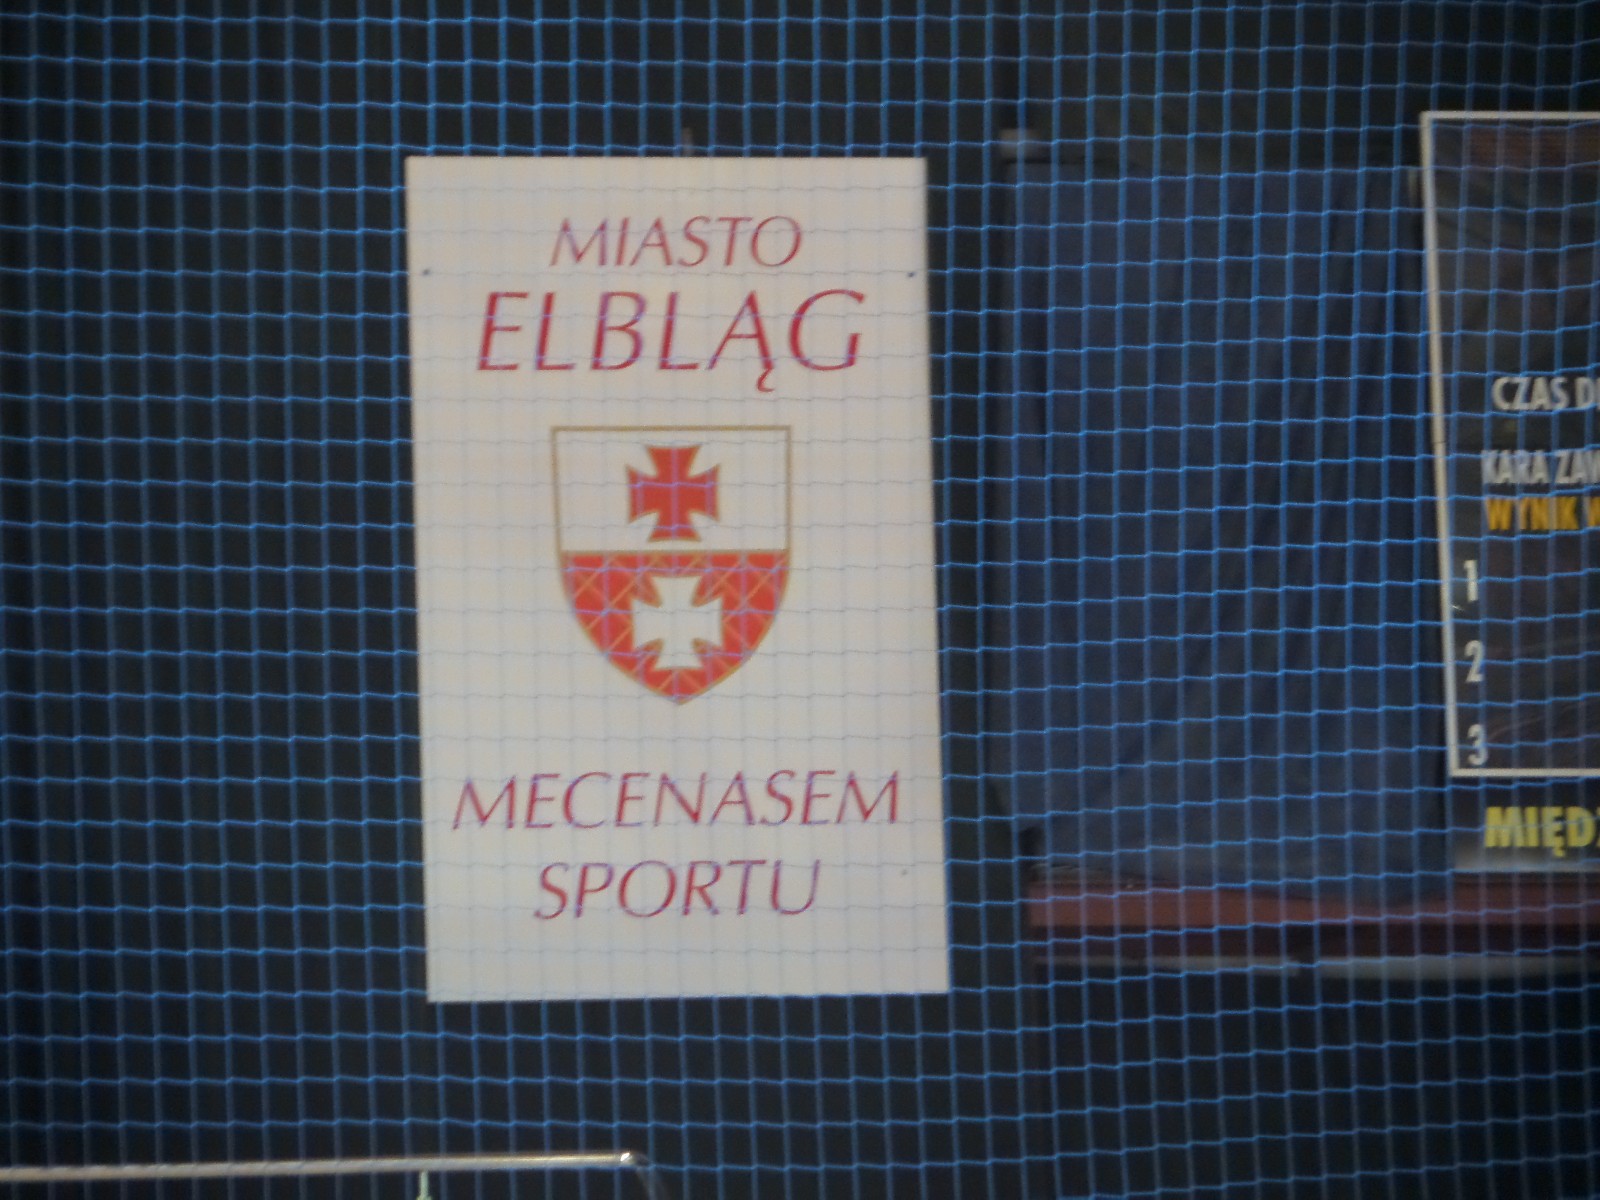 MIASTO
ELBLĄG
MECENASEM
SPORTU
CZAS
KARA
WYNIK
1
2
3